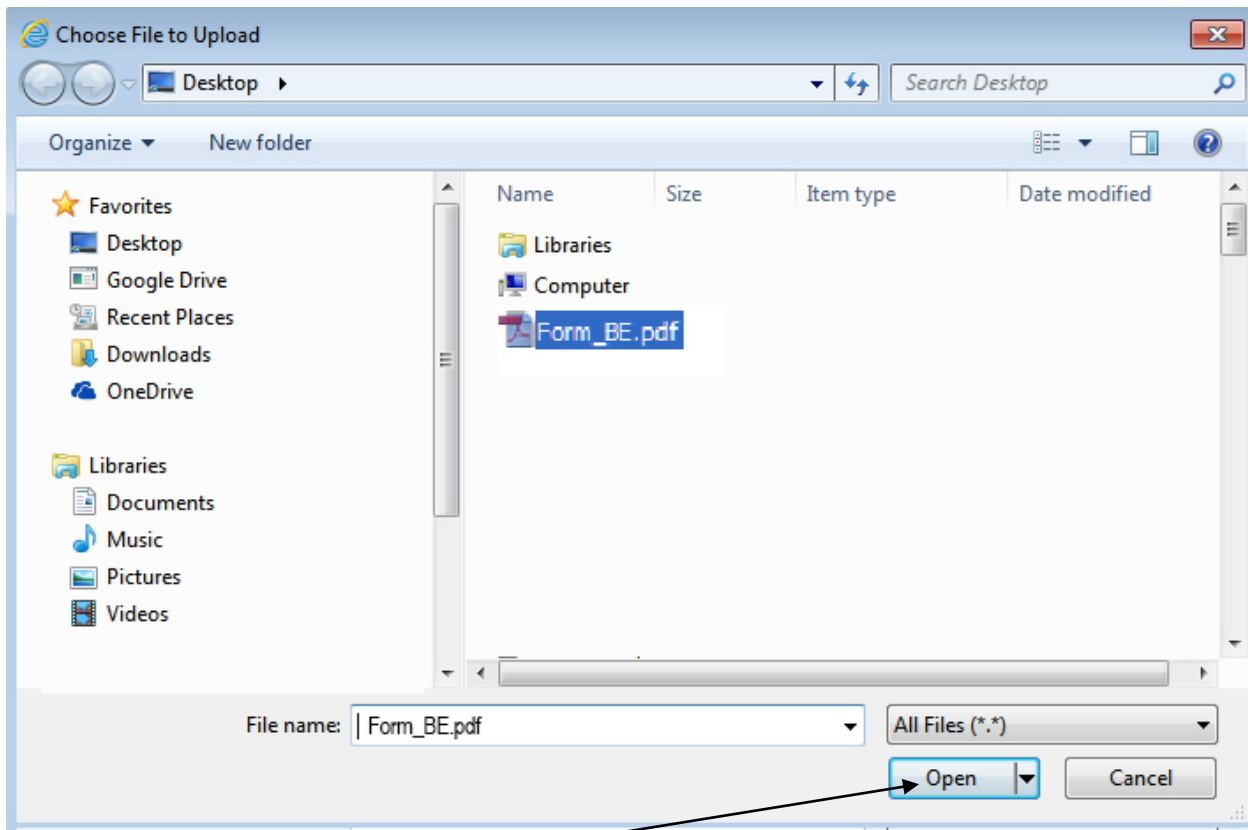 Choose File to Upload
Desktop
Search Desktop
Organize New folder
Name Size Item type Date modified
Favorites
Desktop
Google Drive
Recent Places
Downloads
OneDrive
Libraries
Documents
Music
Pictures
Videos
Libraries
Computer
Form_BE.pdf
File name: Form_BE.pdf All Files (*.*)
Open Cancel